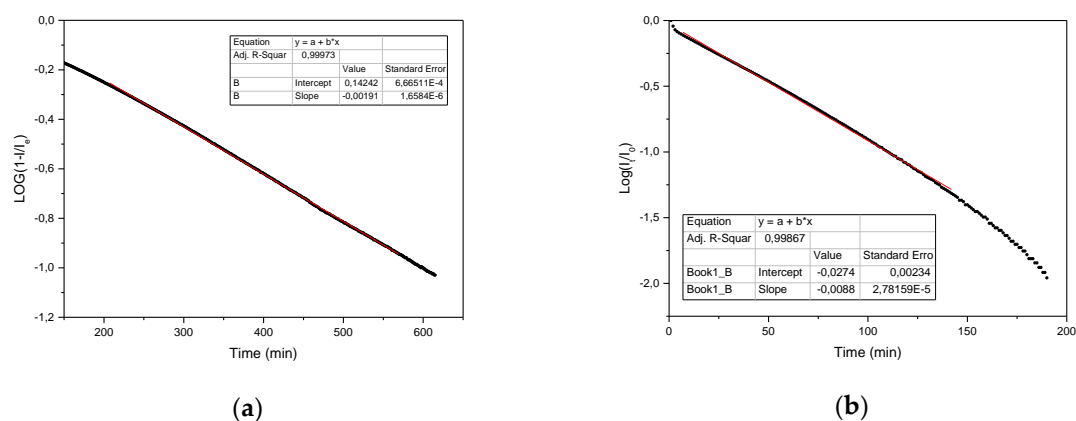 (a)
Equation y = a + b*x
Adj. R-Squar 0,99973
Value Standard Error
B Intercept 0,14242 6,66511E-4
B Slope -0,00191 1,6584E-6
0,0
-0,2
-0,4
-0,6
-0,8
-1,0
-1,2
LOG(1-I/Ie)
200 300 400 500 600
Time (min)
(a)
(b)
0,0
-0,5
-1,0
-1,5
-2,0
Log(It/I0)
Equation y = a + b*x
Adj. R-Squar 0,99867
Value Standard Erro
Book1_B Intercept -0,0274 0,00234
Book1_B Slope -0,0088 2,78159E-5
0 50 100 150 200
Time (min)
(b)